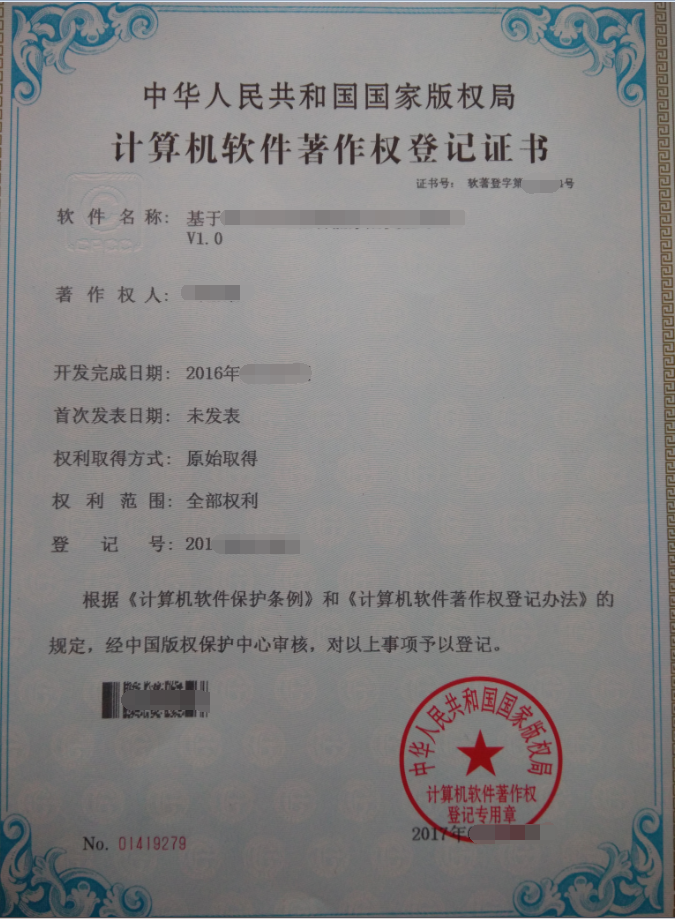 中华人民共和国国家版权局
计算机软件著作权登记证书
证书号： 软著登字第 号
软件名称： 基于
V1.0
著作权人：
开发完成日期： 2016年
首次发表日期： 未发表
权利取得方式： 原始取得
权利范围： 全部权利
登记号： 201
根据《计算机软件保护条例》和《计算机软件著作权登记办法》的
规定，经中国版权保护中心审核，对以上事项予以登记。
中华人民共和国国家版权局
计算机软件著作权
登记专用章
2017年
No. 01419279
CPCC